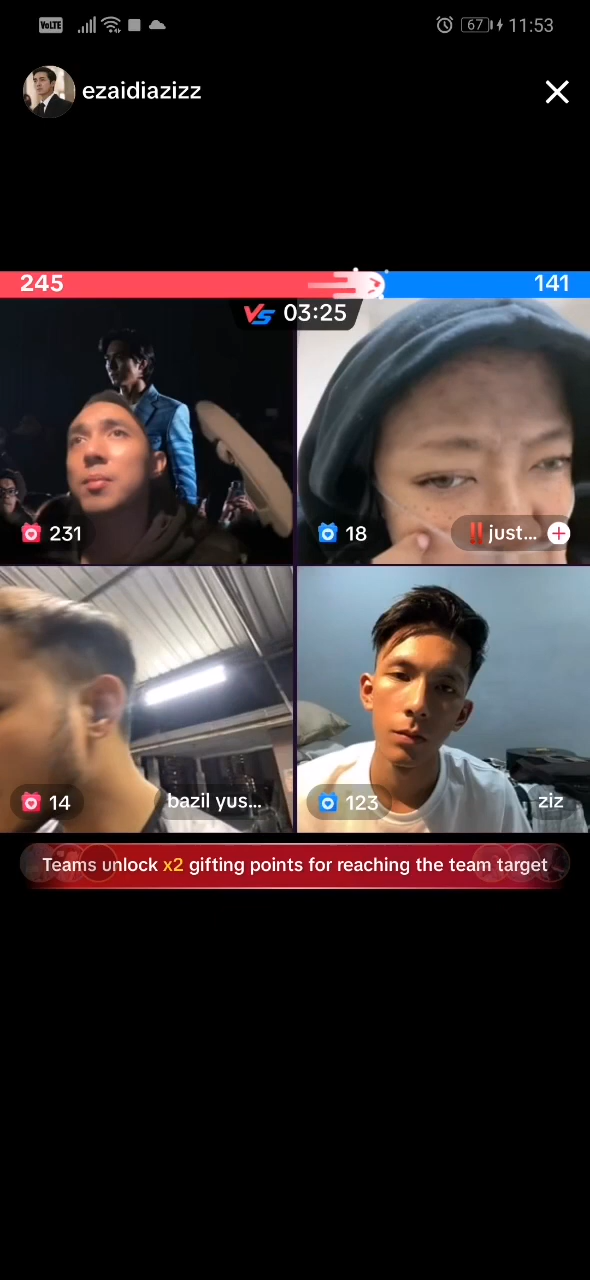 VoLTE 67 11:53
ezaidiazizz
245 141
VS 03:25
231
18 ‼️just...
14 bazil yus...
123 ziz
Teams unlock x2 gifting points for reaching the team target